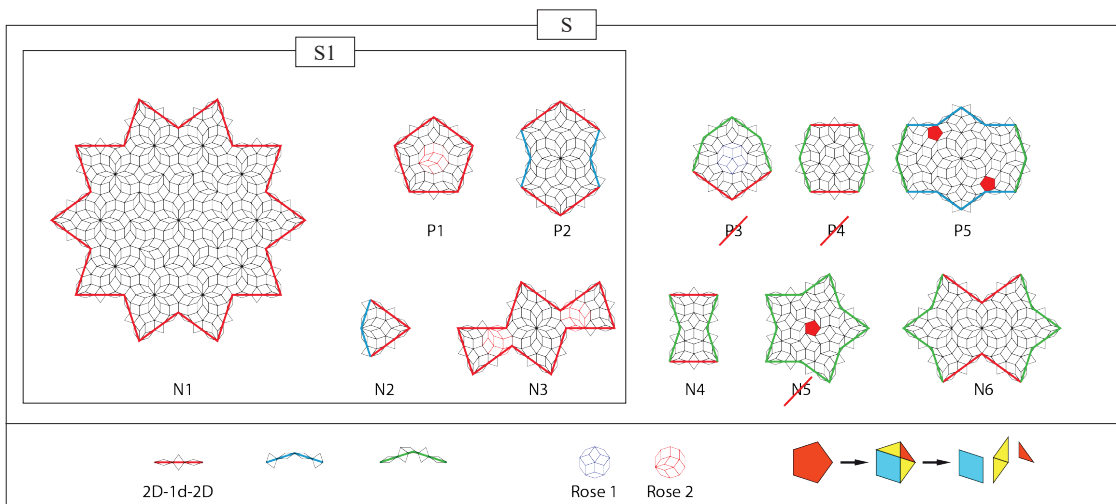 S
S1
P1
P2
P3
P4
P5
N1
N2
N3
N4
N5
N6
2D-1d-2D
Rose 1
Rose 2